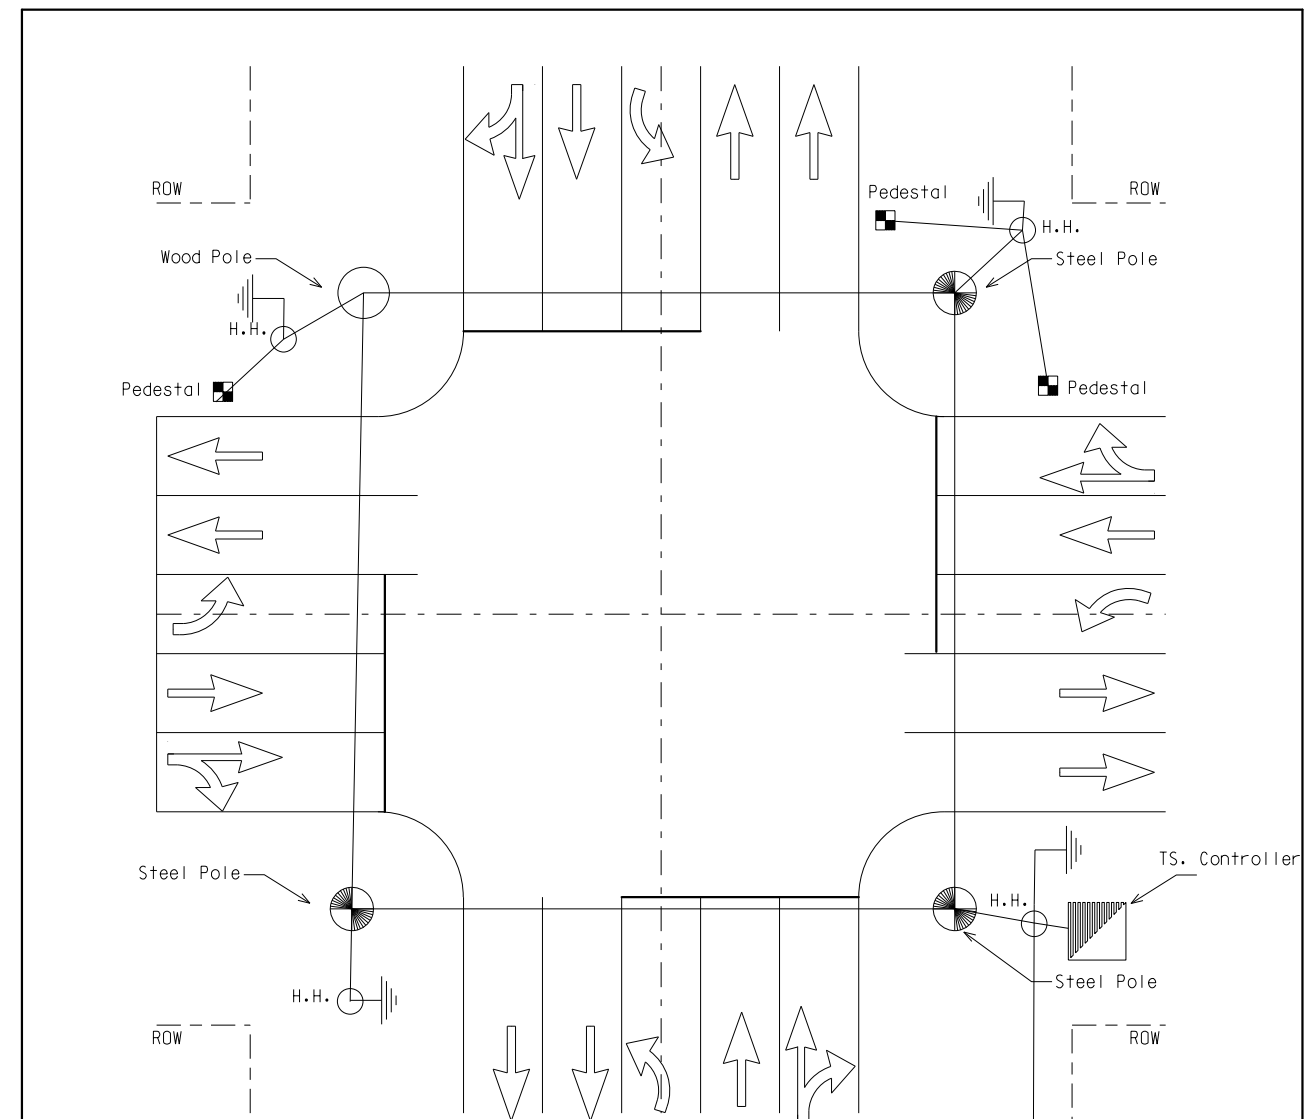 ROW
ROW
Pedestal
H.H.
Wood Pole
Steel Pole
H.H.
Pedestal
Pedestal
TS. Controller
Steel Pole
H.H.
Steel Pole
H.H.
ROW
ROW